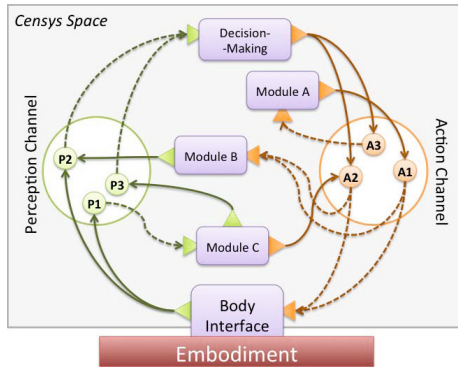 Censys Space
Decision-
-Making
Module A
Perception Channel
Action Channel
P2
Module B
A3
P3
A2
A1
P1
Module C
Body
Interface
Embodiment